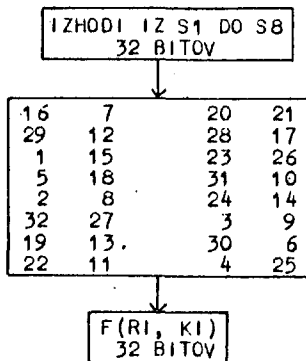 IZHODI IZ S1 DO S8
32 BITOV
16 7 20 21
29 12 28 17
1 15 23 26
5 18 31 10
2 8 24 14
32 27 3 9
19 13. 30 6
22 11 4 25
F(RI, KI)
32 BITOV